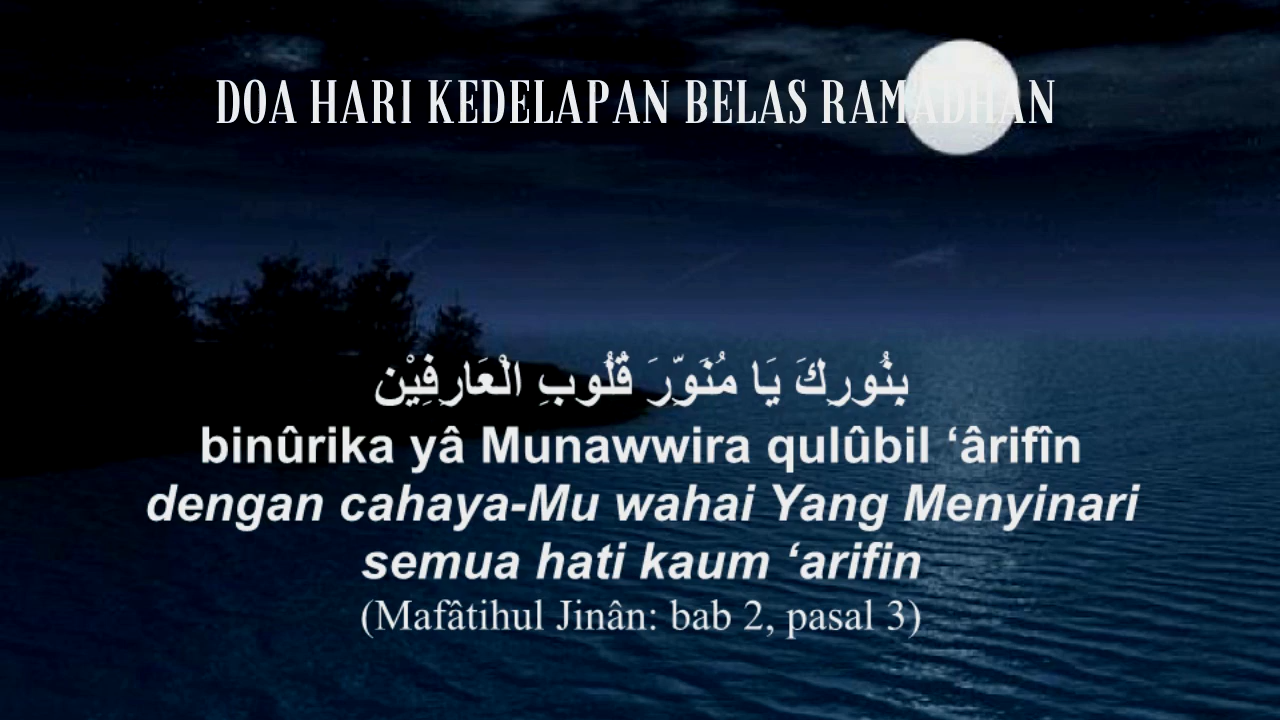 DOA HARI KEDELAPAN BELAS RAMADHAN
بِنُورِكَ يَا مُنَوِّرَ قُلُوبِ الْعَارِفِيْن
binûrika yâ Munawwira qulûbil ‘ârifîn
dengan cahaya-Mu wahai Yang Menyinari
semua hati kaum ‘arifin
(Mafâtihul Jinân: bab 2, pasal 3)